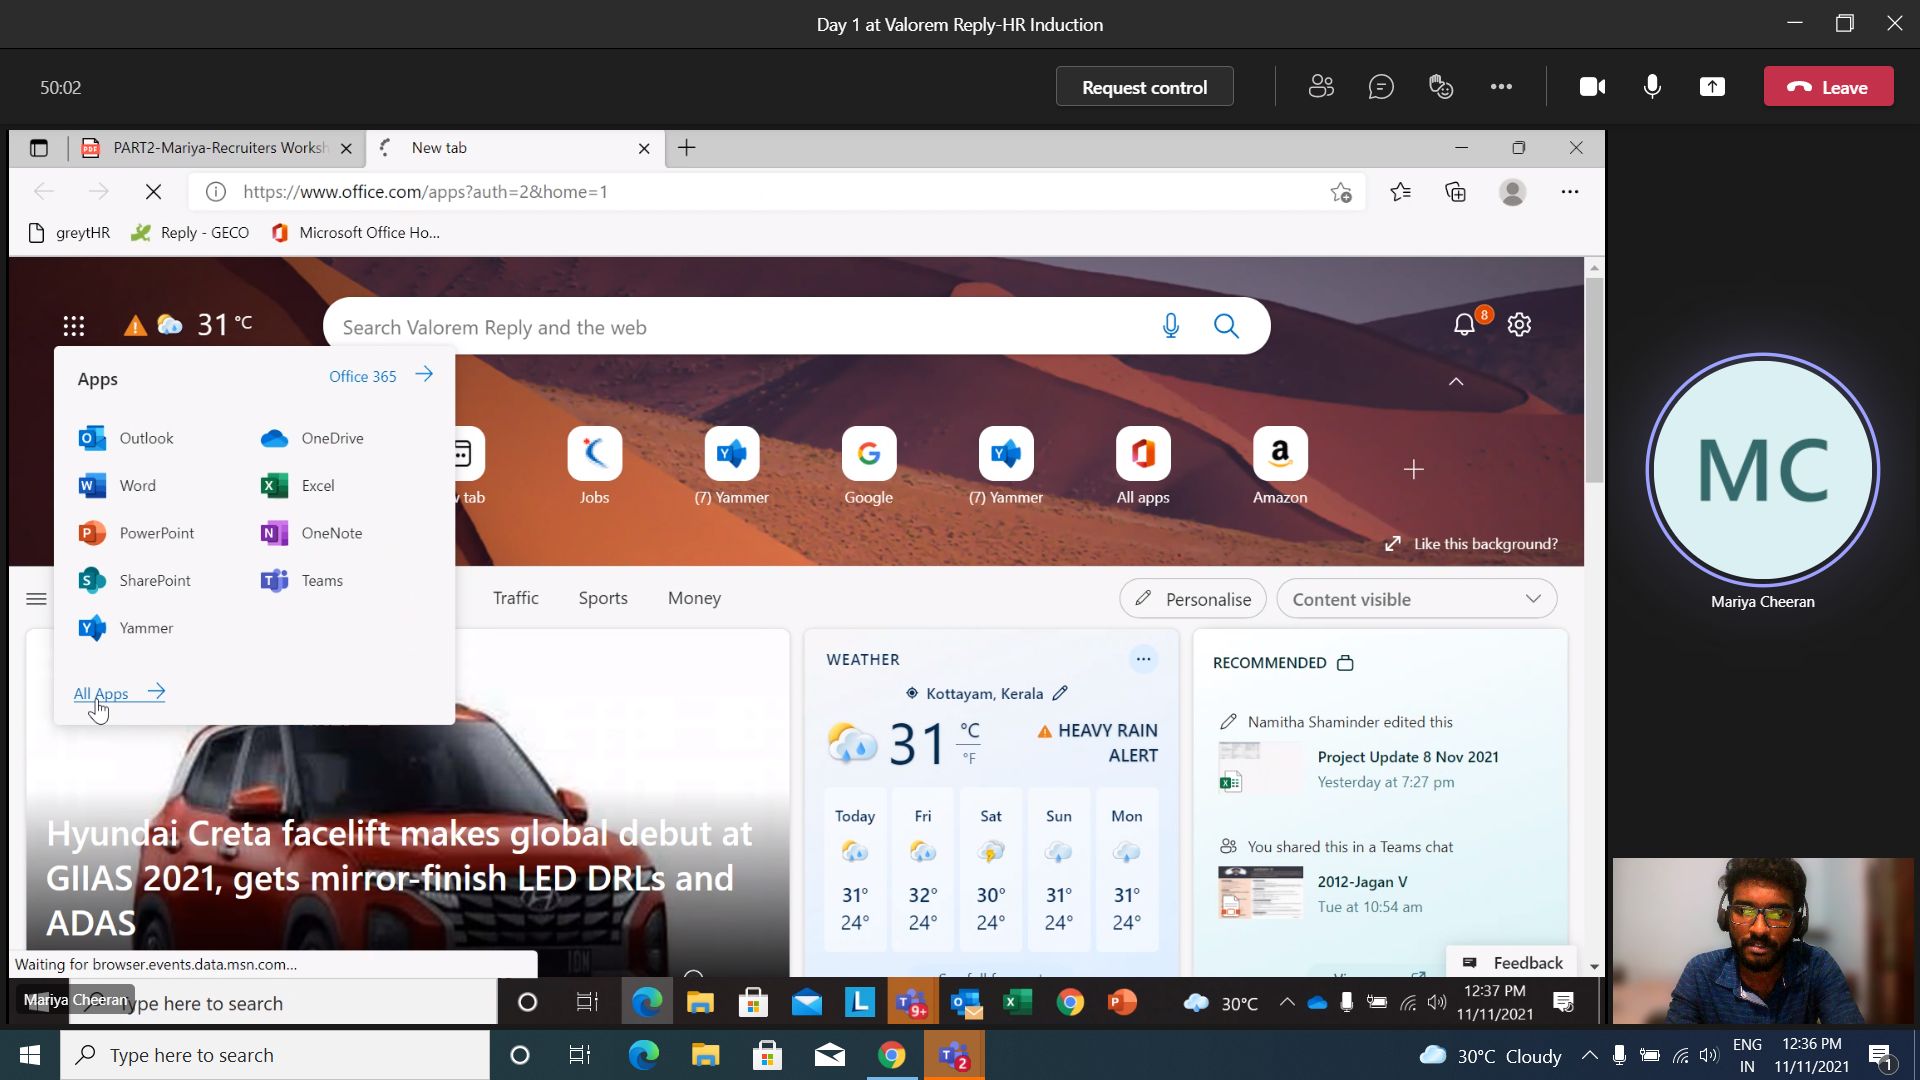 Day 1 at Valorem Reply-HR Induction
50:02
Request control
Leave
PART2-Mariya-Recruiters Worksh
New tab
https://www.office.com/apps?auth=2&home=1
greytHR
Reply - GECO
Microsoft Office Ho...
31 °C
Search Valorem Reply and the web
8
Apps
Office 365
Outlook
OneDrive
Word
Excel
PowerPoint
OneNote
SharePoint
Teams
Yammer
All Apps
tab
Jobs
(7) Yammer
Google
(7) Yammer
All apps
Amazon
Like this background?
Traffic
Sports
Money
Personalise
Content visible
Hyundai Creta facelift makes global debut at
GIIAS 2021, gets mirror-finish LED DRLs and
ADAS
WEATHER
Kottayam, Kerala
31 °C
°F
HEAVY RAIN
ALERT
Today Fri Sat Sun Mon
31° 32° 30° 31° 31°
24° 24° 24° 24° 24°
RECOMMENDED
Namitha Shaminder edited this
Project Update 8 Nov 2021
Yesterday at 7:27 pm
You shared this in a Teams chat
2012-Jagan V
Tue at 10:54 am
Feedback
Waiting for browser.events.data.msn.com...
Mariya Cheeran
ype here to search
9+
30°C
12:37 PM
11/11/2021
MC
Mariya Cheeran
Type here to search
2
30°C Cloudy
ENG
IN
12:36 PM
11/11/2021
1